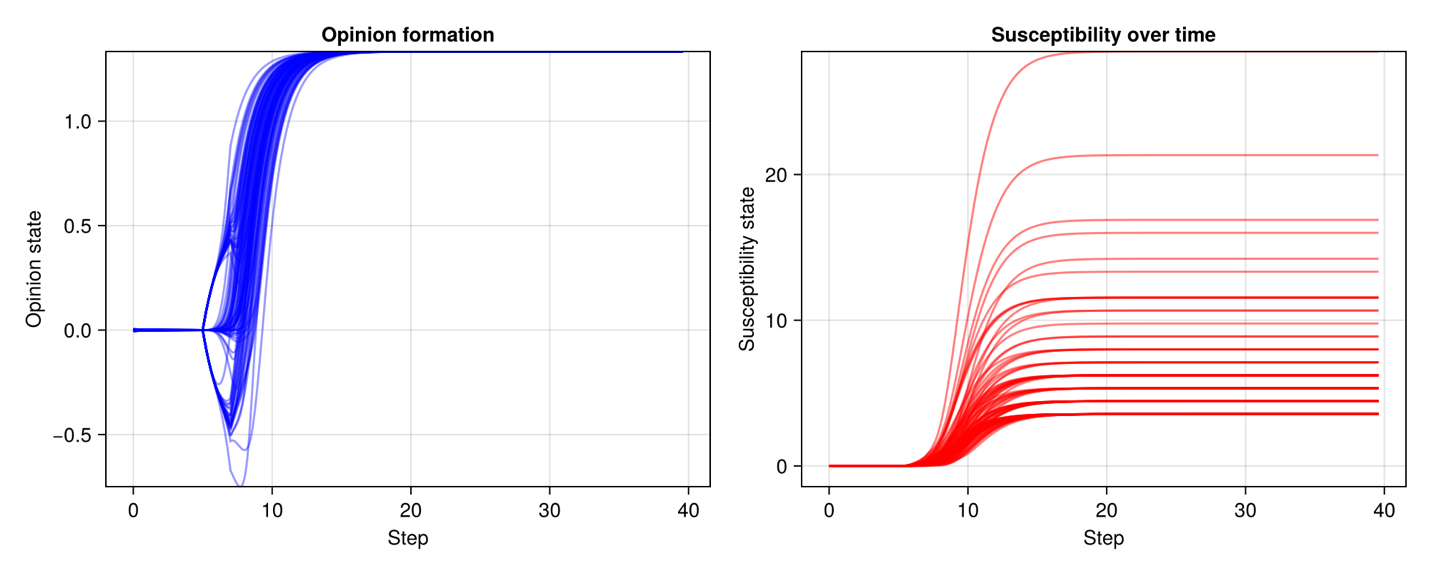 Opinion formation
Opinion state
1.0
0.5
0.0
−0.5
0
10
20
30
40
Step
Susceptibility over time
Susceptibility state
20
10
0
0
10
20
30
40
Step